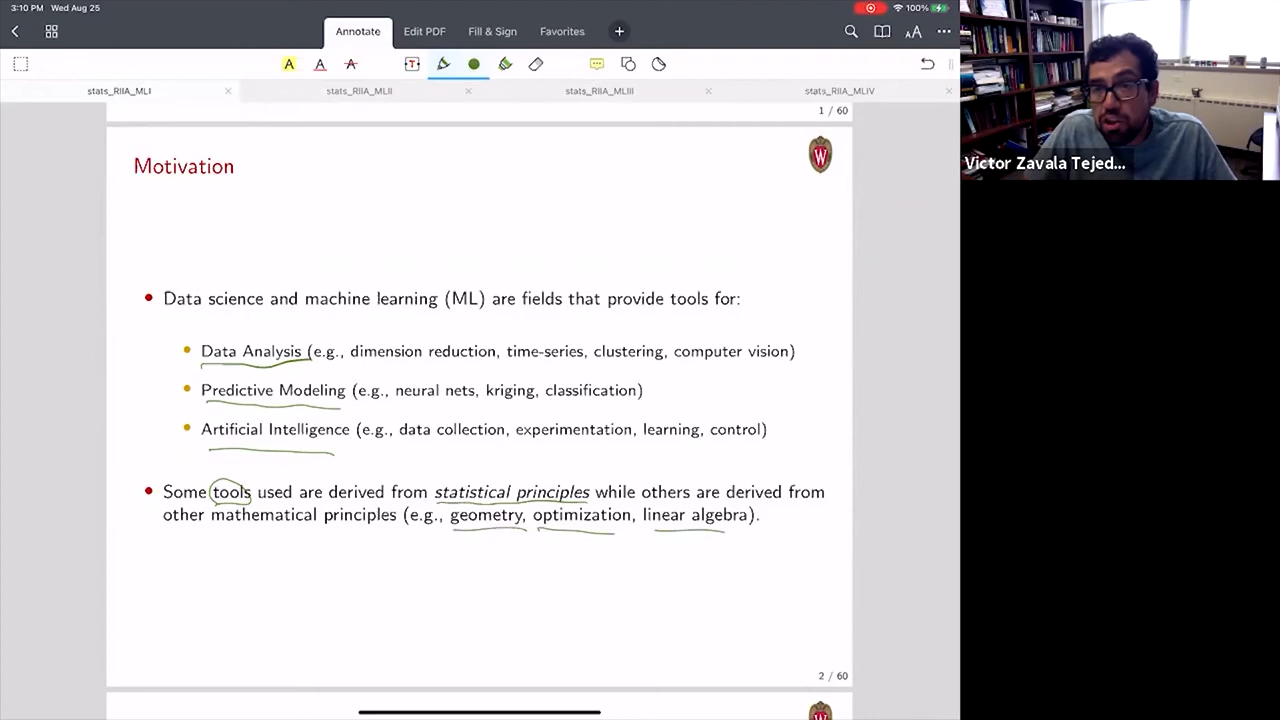 3:10 PM Wed Aug 25
100%
Annotate
Edit PDF
Fill & Sign
Favorites
stats_RIIA_MLI
stats_RIIA_MLII
stats_RIIA_MLIII
stats_RIIA_MLIV
1 / 60
Motivation
W
Data science and machine learning (ML) are fields that provide tools for:
Data Analysis (e.g., dimension reduction, time-series, clustering, computer vision)
Predictive Modeling (e.g., neural nets, kriging, classification)
Artificial Intelligence (e.g., data collection, experimentation, learning, control)
Some tools used are derived from statistical principles while others are derived from
other mathematical principles (e.g., geometry, optimization, linear algebra).
2 / 60
Victor Zavala Tejed...